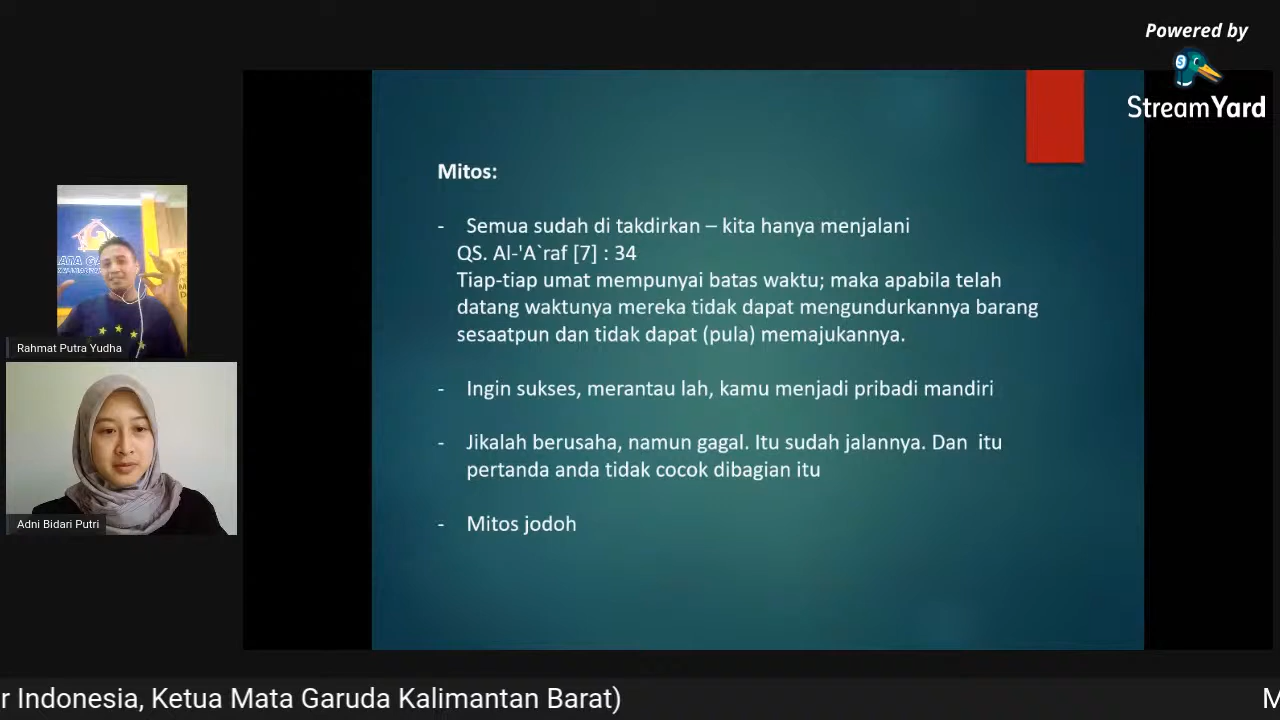 Powered by
StreamYard
Mitos:
- Semua sudah di takdirkan – kita hanya menjalani
QS. Al-'A`raf [7] : 34
Tiap-tiap umat mempunyai batas waktu; maka apabila telah
datang waktunya mereka tidak dapat mengundurkannya barang
sesaatpun dan tidak dapat (pula) memajukannya.
- Ingin sukses, merantau lah, kamu menjadi pribadi mandiri
- Jikalah berusaha, namun gagal. Itu sudah jalannya. Dan  itu
pertanda anda tidak cocok dibagian itu
- Mitos jodoh
Rahmat Putra Yudha
Adni Bidari Putri
r Indonesia, Ketua Mata Garuda Kalimantan Barat)
M